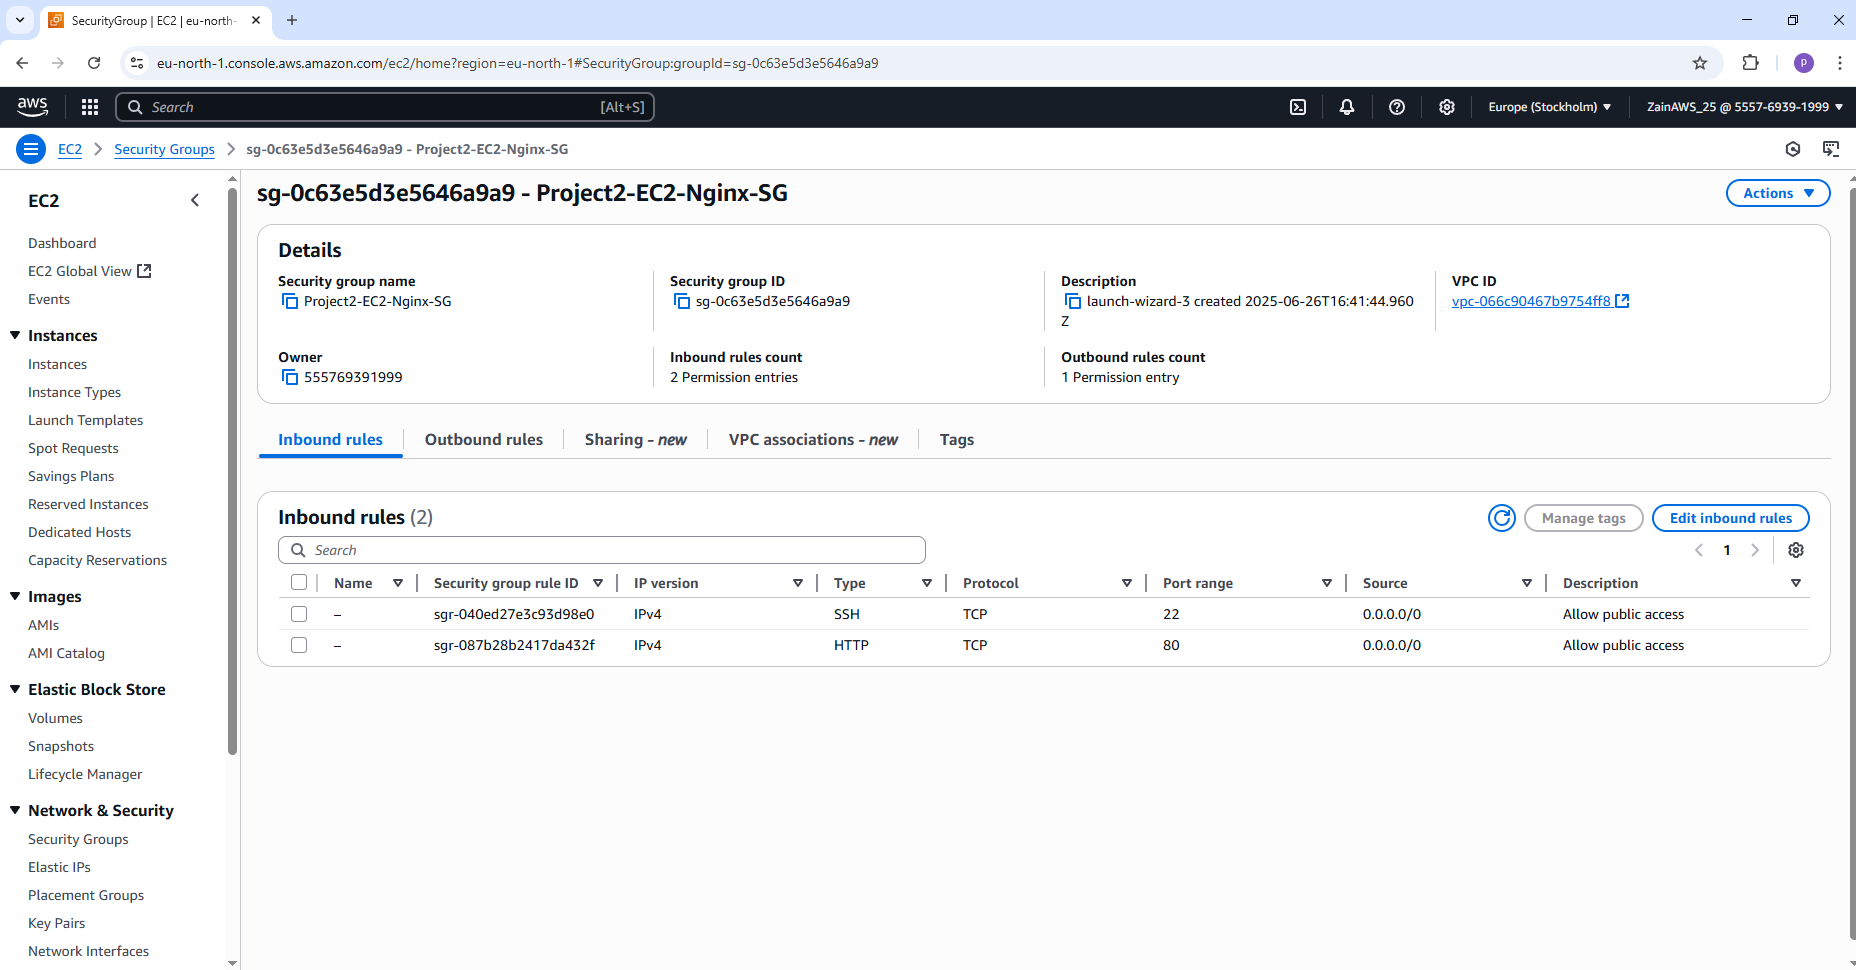 SecurityGroup | EC2 | eu-north-
eu-north-1.console.aws.amazon.com/ec2/home?region=eu-north-1#SecurityGroup:groupId=sg-0c63e5d3e5646a9a9
P
aws
Search [Alt+S]
Europe (Stockholm)
ZainAWS_25 @ 5557-6939-1999
EC2
Security Groups
sg-0c63e5d3e5646a9a9 - Project2-EC2-Nginx-SG
EC2
Dashboard
EC2 Global View
Events
Instances
Instances
Instance Types
Launch Templates
Spot Requests
Savings Plans
Reserved Instances
Dedicated Hosts
Capacity Reservations
Images
AMIs
AMI Catalog
Elastic Block Store
Volumes
Snapshots
Lifecycle Manager
Network & Security
Security Groups
Elastic IPs
Placement Groups
Key Pairs
Network Interfaces
sg-0c63e5d3e5646a9a9 - Project2-EC2-Nginx-SG
Actions
Details
Security group name
Project2-EC2-Nginx-SG
Security group ID
sg-0c63e5d3e5646a9a9
Description
launch-wizard-3 created 2025-06-26T16:41:44.960
Z
VPC ID
vpc-066c90467b9754ff8
Owner
555769391999
Inbound rules count
2 Permission entries
Outbound rules count
1 Permission entry
Inbound rules
Outbound rules
Sharing - new
VPC associations - new
Tags
Inbound rules (2)
Manage tags
Edit inbound rules
Search
1
Name Security group rule ID IP version Type Protocol Port range Source Description
– sgr-040ed27e3c93d98e0 IPv4 SSH TCP 22 0.0.0.0/0 Allow public access
– sgr-087b28b2417da432f IPv4 HTTP TCP 80 0.0.0.0/0 Allow public access